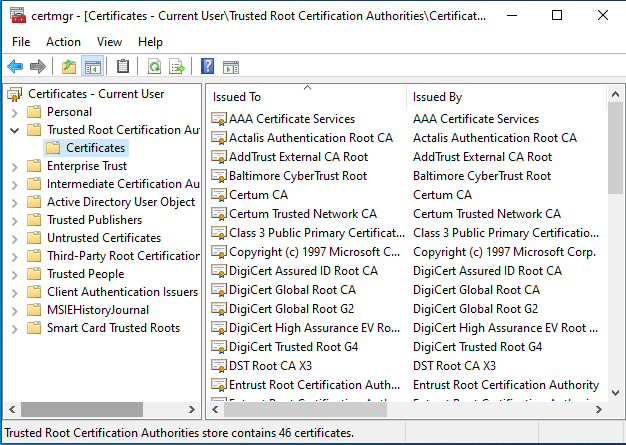 certmgr - [Certificates - Current User\Trusted Root Certification Authorities\Certificat...
File Action View Help
Certificates - Current User
Personal
Trusted Root Certification Au
Certificates
Enterprise Trust
Intermediate Certification Au
Active Directory User Object
Trusted Publishers
Untrusted Certificates
Third-Party Root Certification
Trusted People
Client Authentication Issuers
MSIEHistoryJournal
Smart Card Trusted Roots
Issued To Issued By
AAA Certificate Services AAA Certificate Services
Actalis Authentication Root CA Actalis Authentication Root CA
AddTrust External CA Root AddTrust External CA Root
Baltimore CyberTrust Root Baltimore CyberTrust Root
Certum CA Certum CA
Certum Trusted Network CA Certum Trusted Network CA
Class 3 Public Primary Certificat... Class 3 Public Primary Certificatio...
Copyright (c) 1997 Microsoft C... Copyright (c) 1997 Microsoft Corp.
DigiCert Assured ID Root CA DigiCert Assured ID Root CA
DigiCert Global Root CA DigiCert Global Root CA
DigiCert Global Root G2 DigiCert Global Root G2
DigiCert High Assurance EV Ro... DigiCert High Assurance EV Root ...
DigiCert Trusted Root G4 DigiCert Trusted Root G4
DST Root CA X3 DST Root CA X3
Entrust Root Certification Auth... Entrust Root Certification Authority
Trusted Root Certification Authorities store contains 46 certificates.